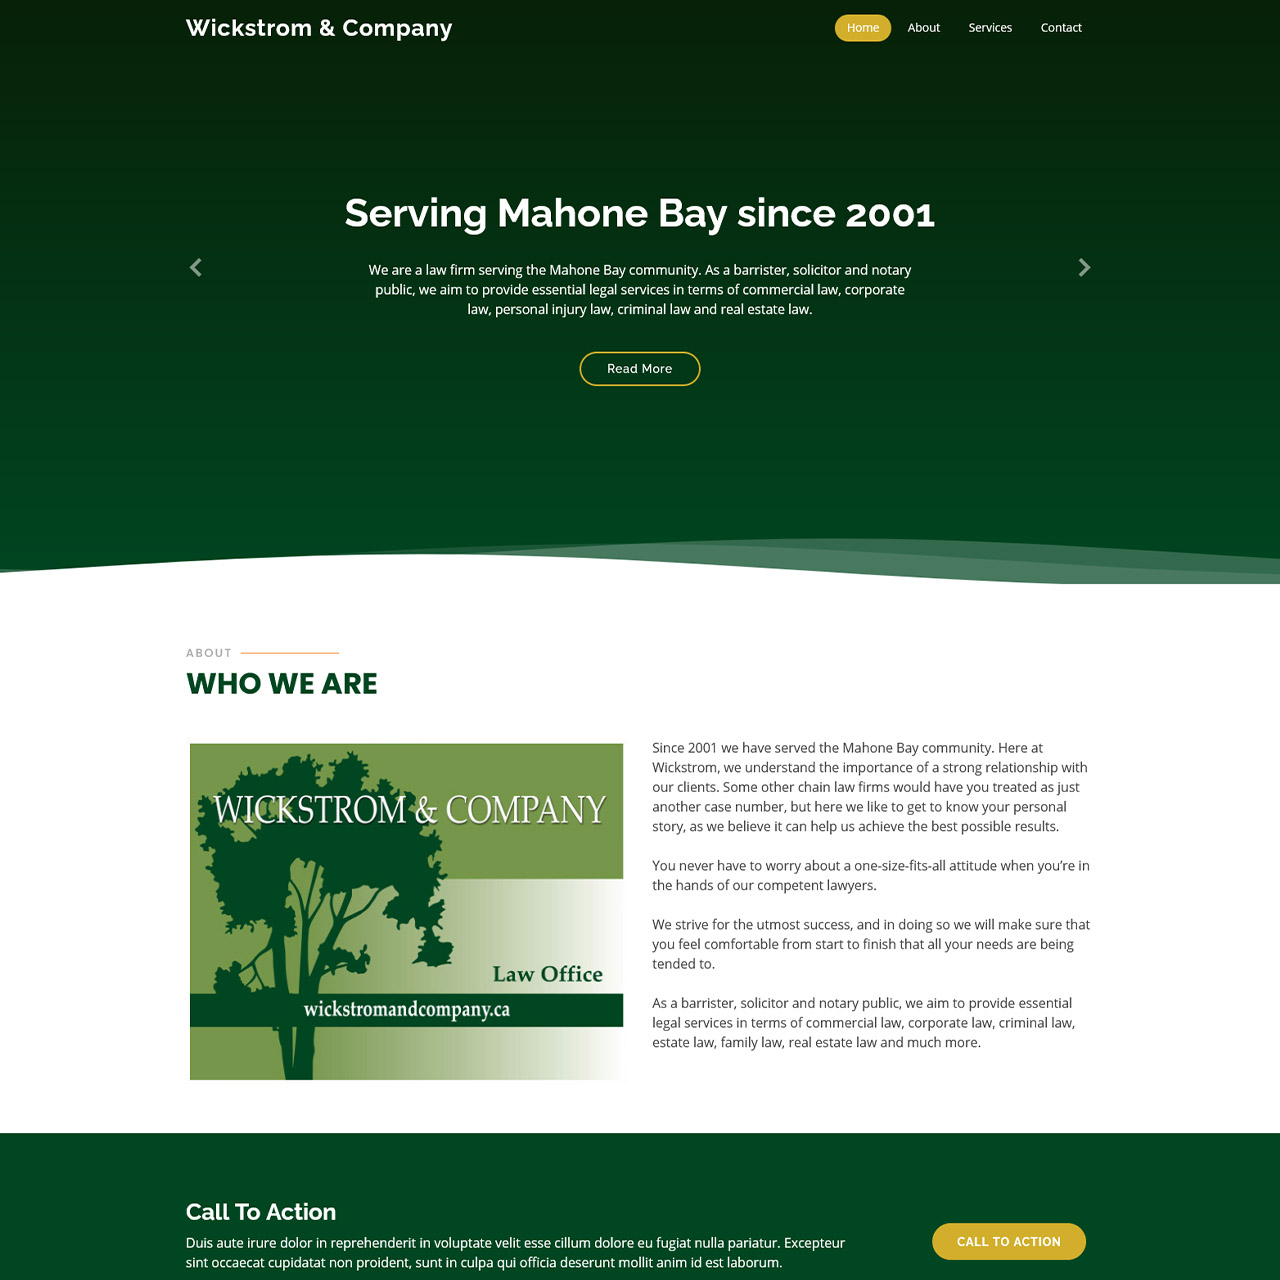 Wickstrom & Company
Home About Services Contact
Serving Mahone Bay since 2001
We are a law firm serving the Mahone Bay community. As a barrister, solicitor and notary
public, we aim to provide essential legal services in terms of commercial law, corporate
law, personal injury law, criminal law and real estate law.
Read More
ABOUT
WHO WE ARE
WICKSTROM & COMPANY
Law Office
wickstromandcompany.ca
Since 2001 we have served the Mahone Bay community. Here at
Wickstrom, we understand the importance of a strong relationship with
our clients. Some other chain law firms would have you treated as just
another case number, but here we like to get to know your personal
story, as we believe it can help us achieve the best possible results.
You never have to worry about a one-size-fits-all attitude when you’re in
the hands of our competent lawyers.
We strive for the utmost success, and in doing so we will make sure that
you feel comfortable from start to finish that all your needs are being
tended to.
As a barrister, solicitor and notary public, we aim to provide essential
legal services in terms of commercial law, corporate law, criminal law,
estate law, family law, real estate law and much more.
Call To Action
Duis aute irure dolor in reprehenderit in voluptate velit esse cillum dolore eu fugiat nulla pariatur. Excepteur
sint occaecat cupidatat non proident, sunt in culpa qui officia deserunt mollit anim id est laborum.
CALL TO ACTION